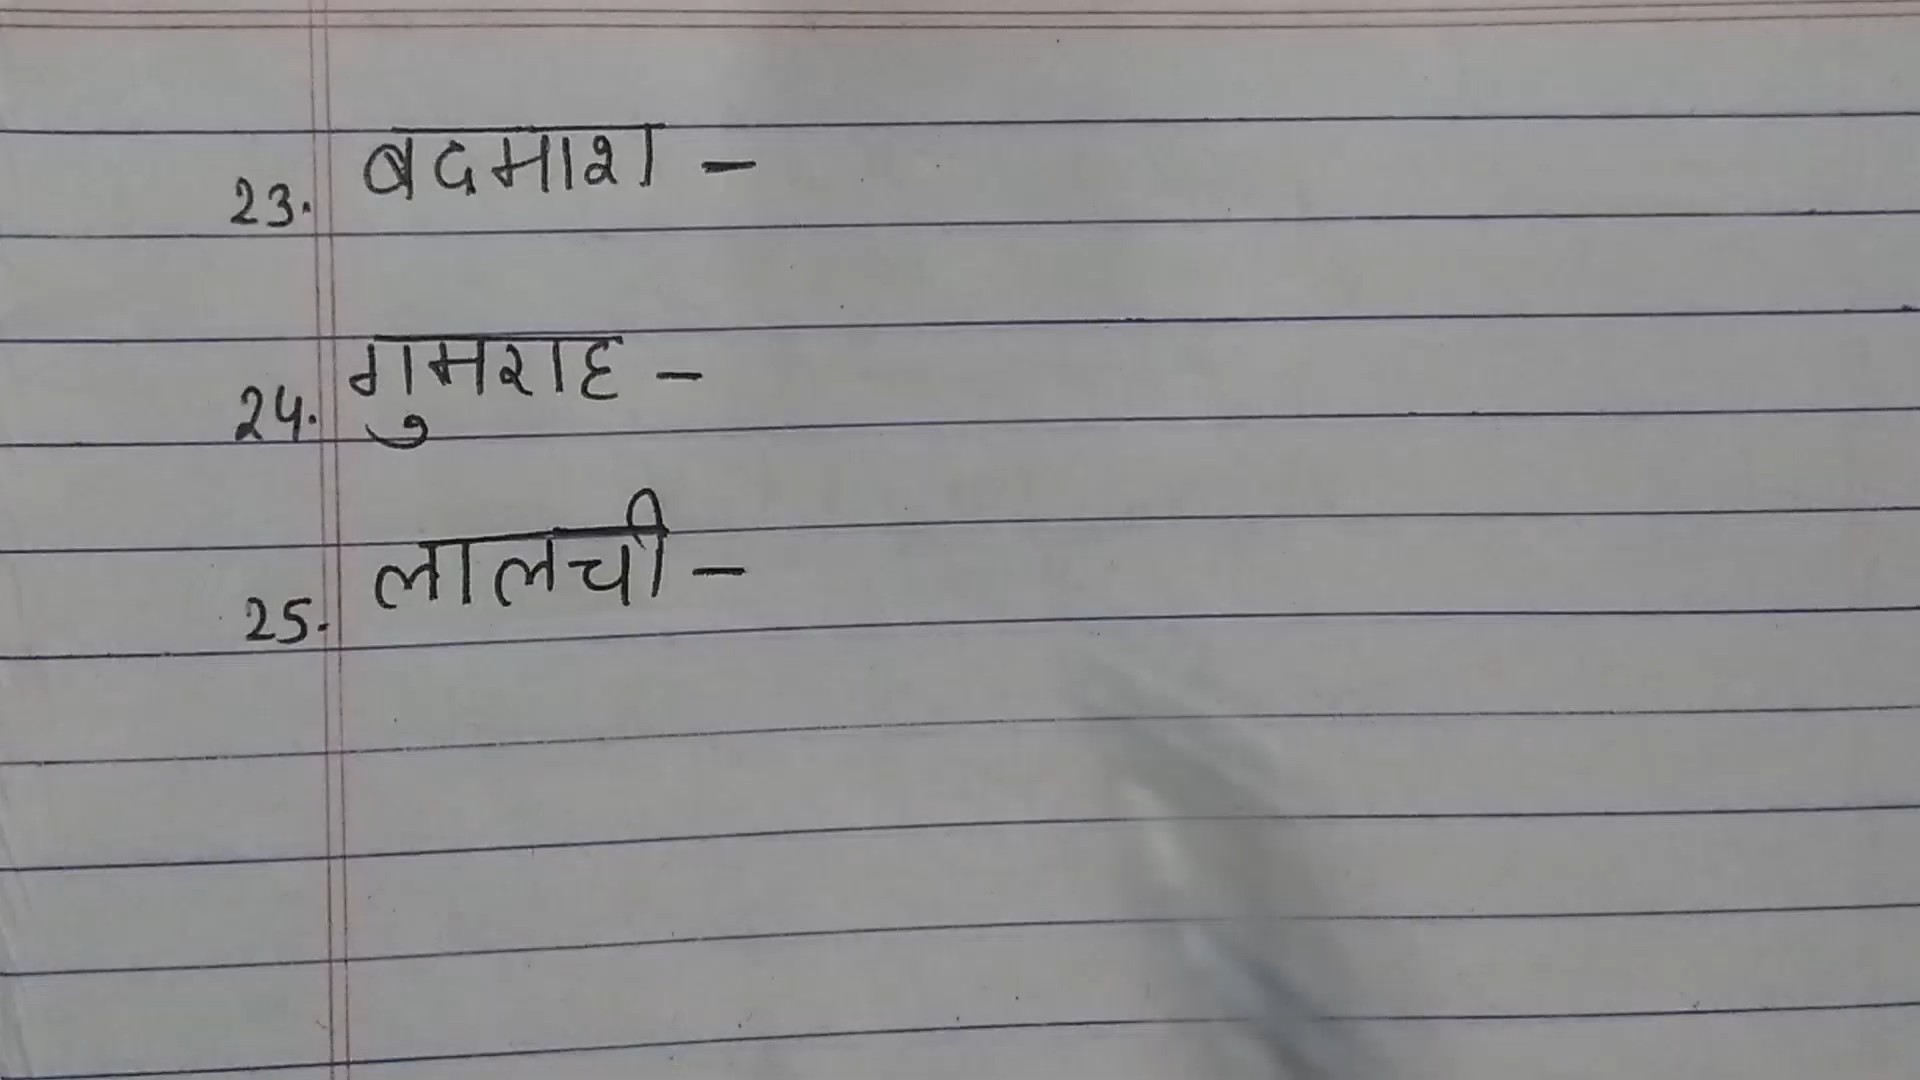 23. बदमाश -
24. गुमराह -
25. लालची -